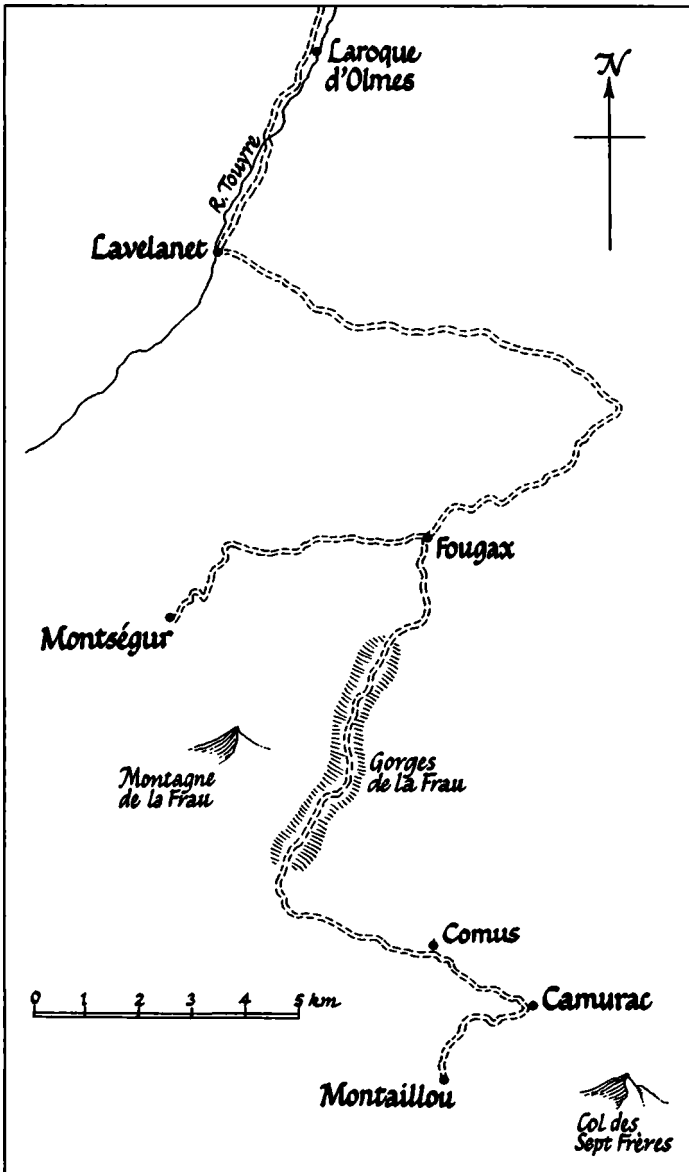 Laroque
d'Olmes
N
R. Touyre
Lavelanet
Fougax
Montségur
Montagne
de la Frau
Gorges
de la Frau
Comus
0 1 2 3 4 5 km
Camurac
Montaillou
Col des
Sept Frères